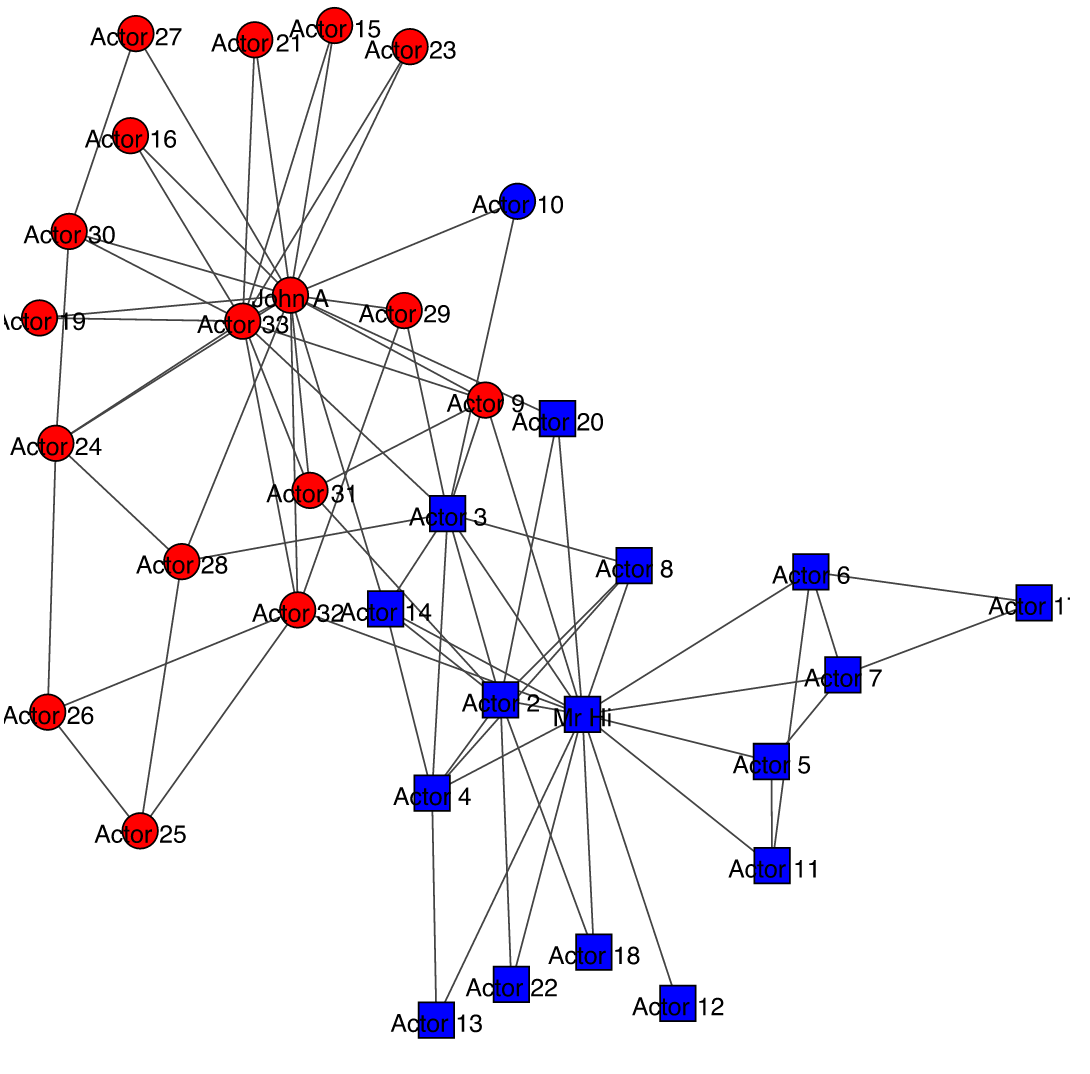 Actor 27
Actor 21
Actor 15
Actor 23
Actor 16
Actor 10
Actor 30
John A
Actor 19
Actor 33
Actor 29
Actor 9
Actor 20
Actor 24
Actor 31
Actor 3
Actor 28
Actor 8
Actor 6
Actor 32
Actor 14
Actor 1
Actor 7
Actor 2
Mr Hi
Actor 26
Actor 5
Actor 4
Actor 25
Actor 11
Actor 18
Actor 22
Actor 12
Actor 13